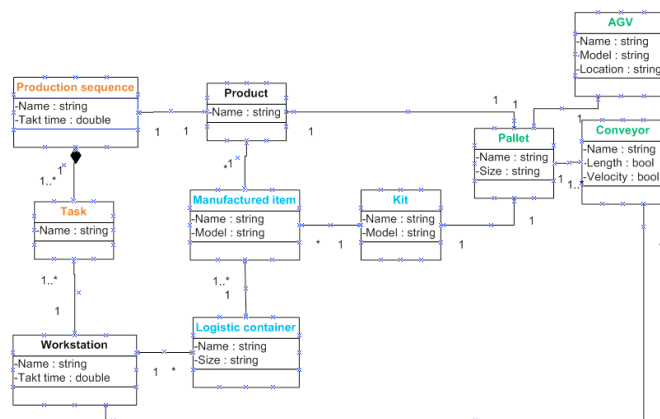 AGV
-Name : string
-Model : string
-Location : string
Production sequence
-Name : string
-Takt time : double
Product
-Name : string
1
1
1
1
1
1
Pallet
-Name : string
-Size : string
Conveyor
-Name : string
-Length : bool
-Velocity : bool
1
1..*
1
1..*
*
1
Task
-Name : string
Manufactured item
-Name : string
-Model : string
Kit
-Name : string
-Model : string
*
1
1
1
1..*
1
1..*
1
Workstation
-Name : string
-Takt time : double
Logistic container
-Name : string
-Size : string
1
*